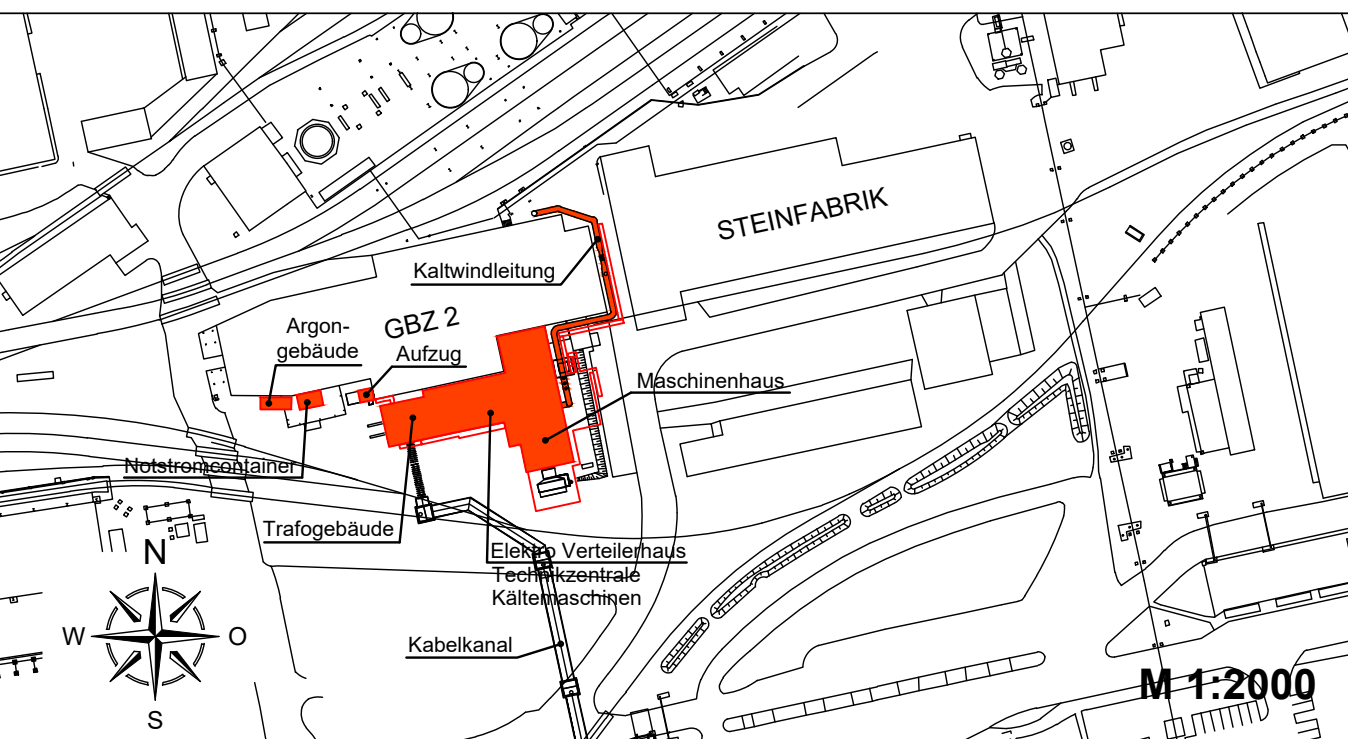 STEINFABRIK
Kaltwindleitung
GBZ 2
Argon-
gebäude
Aufzug
Maschinenhaus
Notstromcontainer
Trafogebäude
Elektro Verteilerhaus
Technikzentrale
Kältemaschinen
Kabelkanal
N
W
O
S
M 1:2000